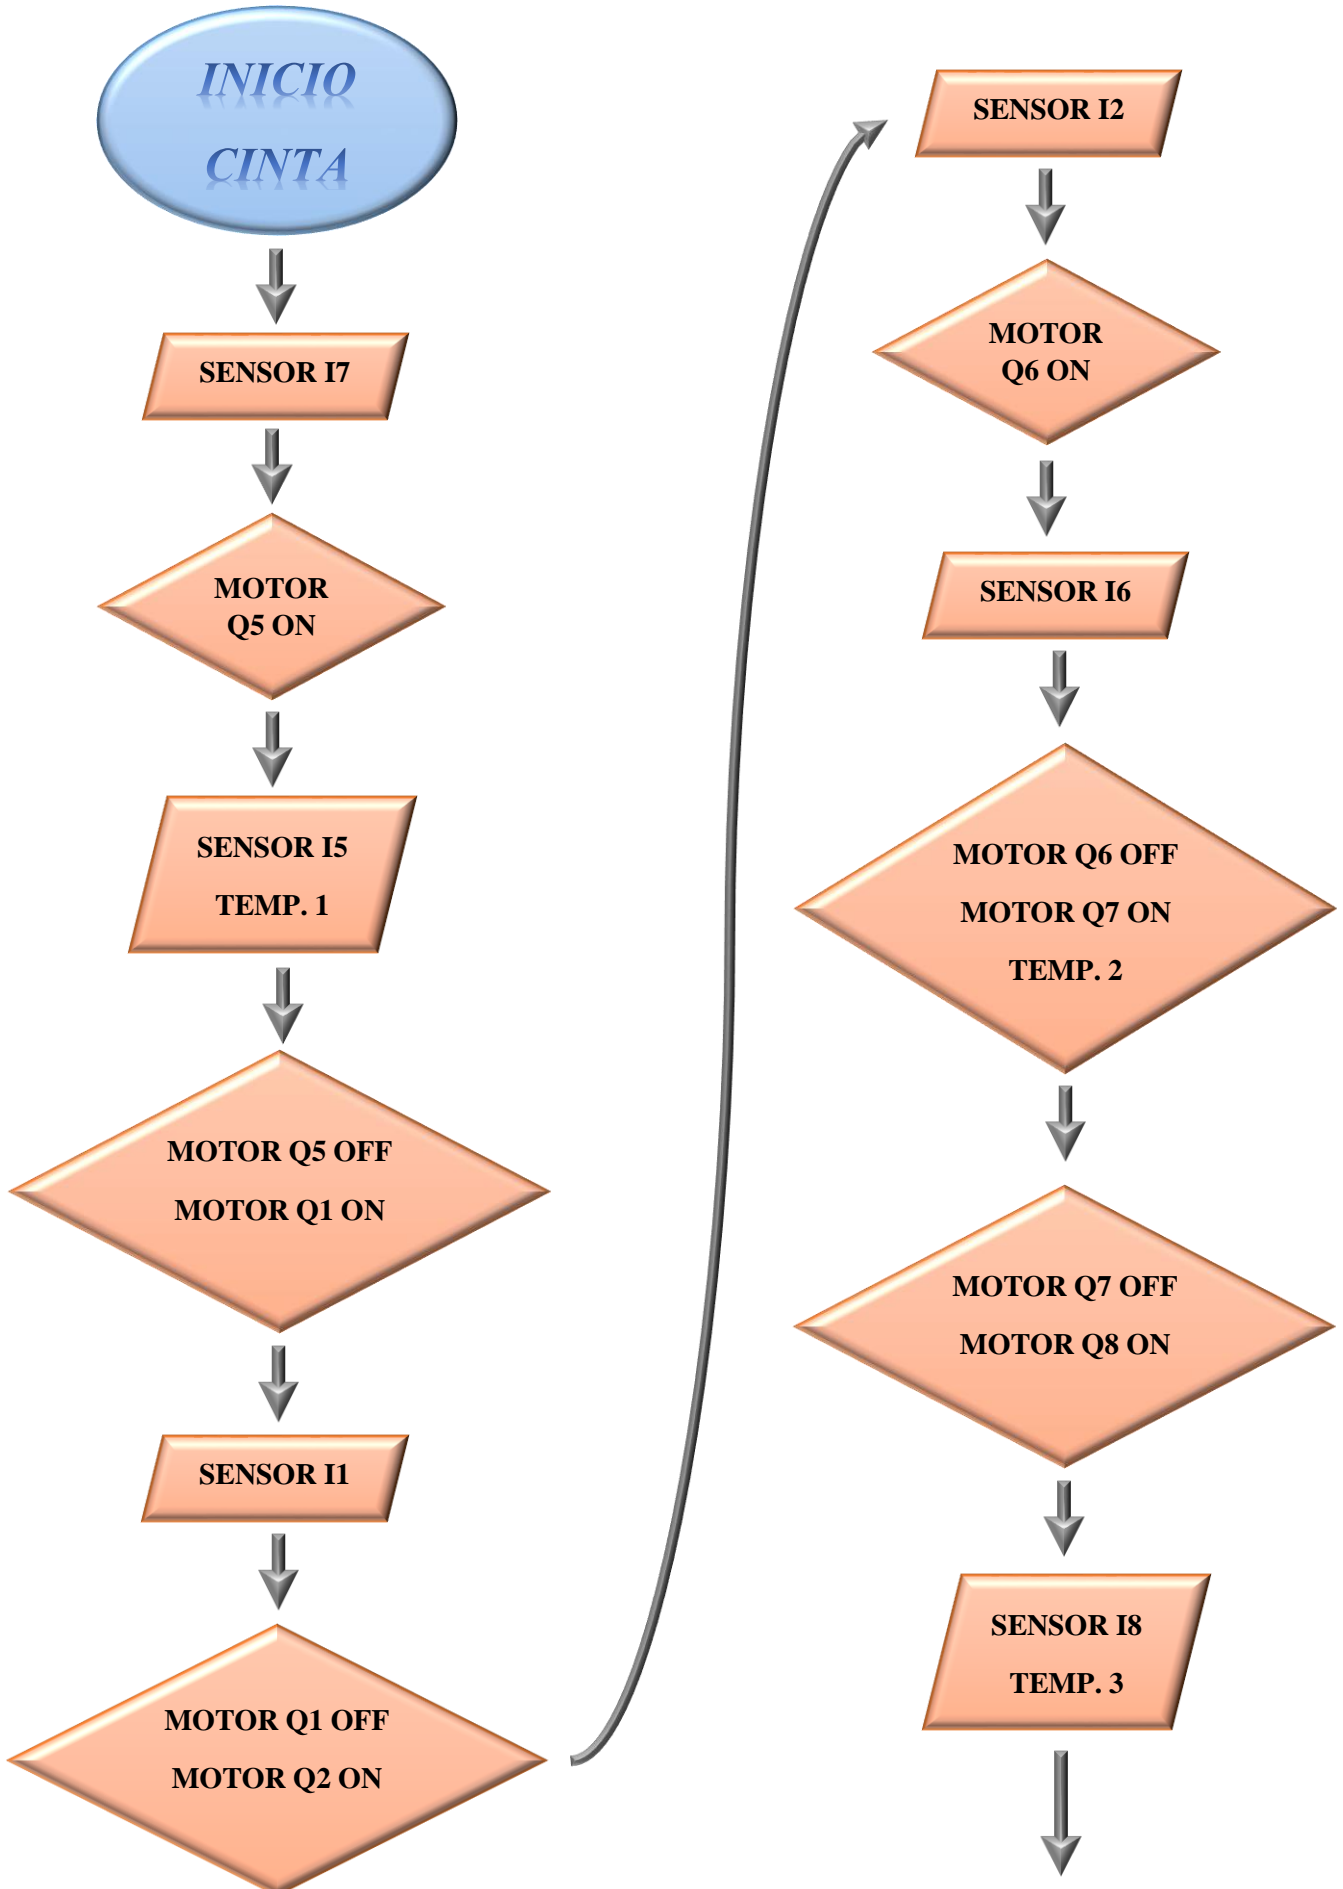 INICIO
CINTA
SENSOR I7
MOTOR
Q5 ON
SENSOR I5
TEMP. 1
MOTOR Q5 OFF
MOTOR Q1 ON
SENSOR I1
MOTOR Q1 OFF
MOTOR Q2 ON
SENSOR I2
MOTOR
Q6 ON
SENSOR I6
MOTOR Q6 OFF
MOTOR Q7 ON
TEMP. 2
MOTOR Q7 OFF
MOTOR Q8 ON
SENSOR I8
TEMP. 3